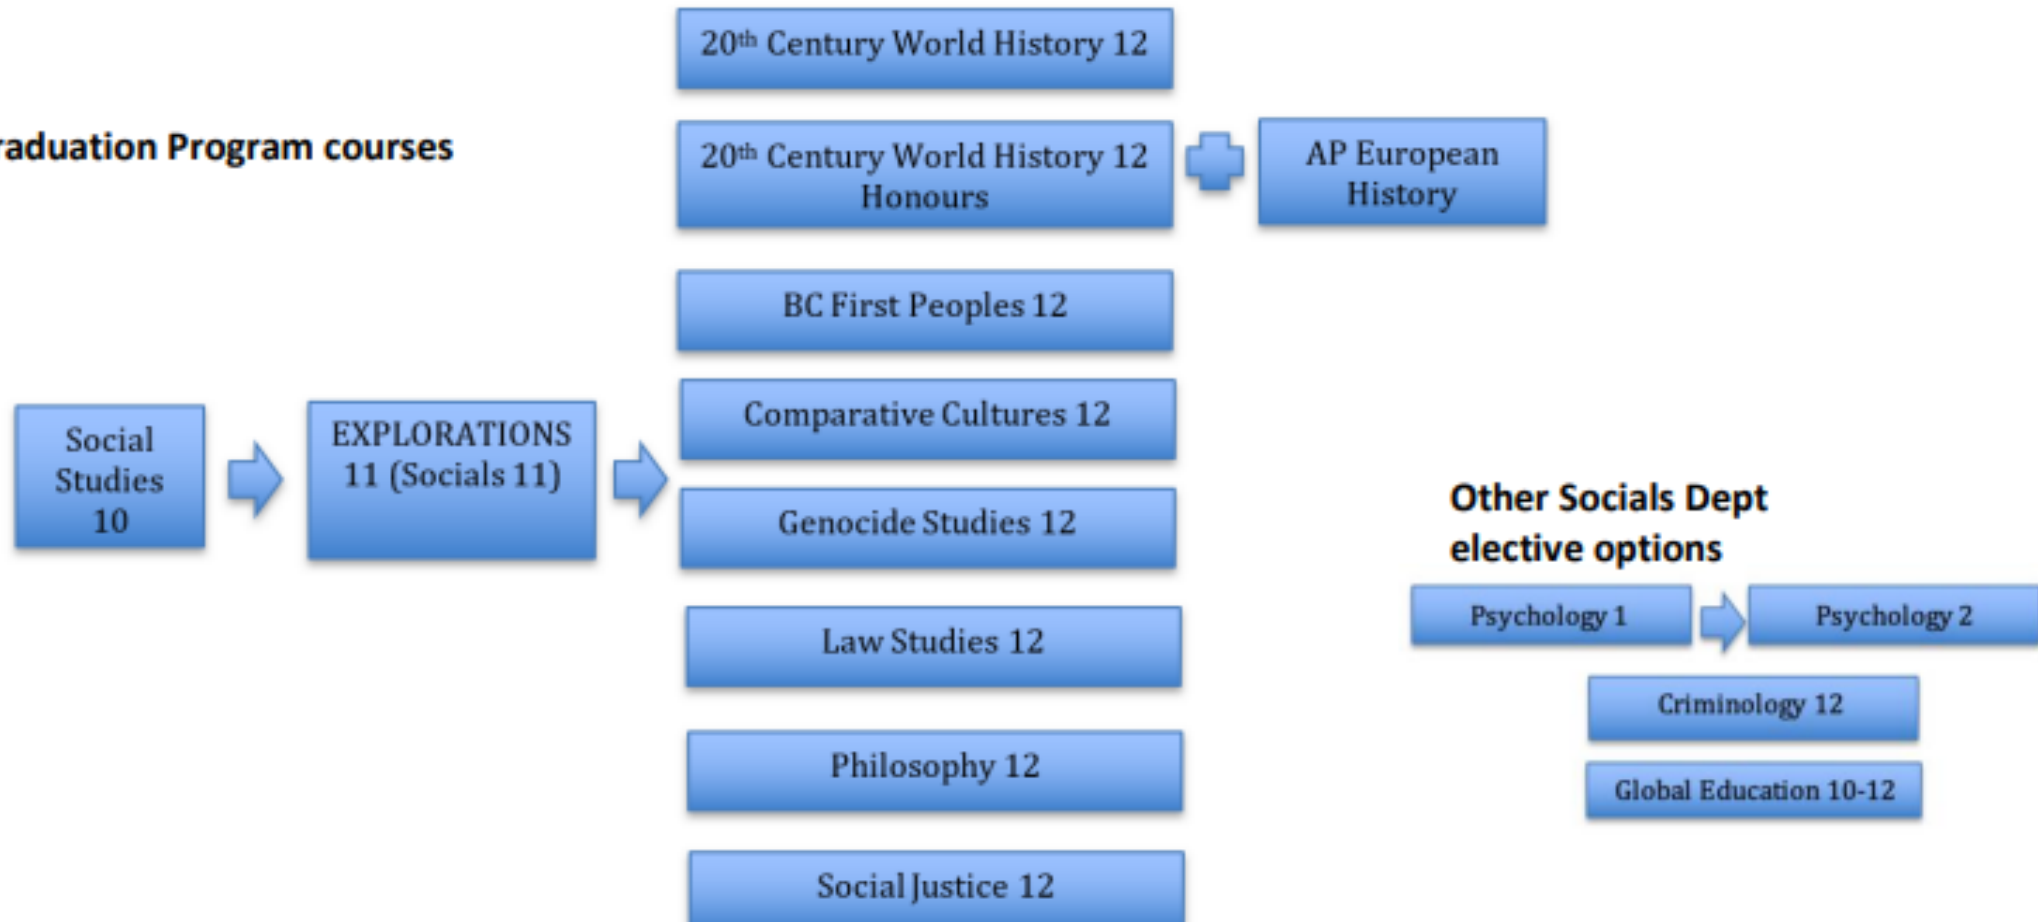 raduation Program courses
20th Century World History 12
20th Century World History 12
Honours
AP European
History
BC First Peoples 12
Comparative Cultures 12
Social
Studies
10
EXPLORATIONS
11 (Socials 11)
Genocide Studies 12
Law Studies 12
Philosophy 12
Social Justice 12
Other Socials Dept
elective options
Psychology 1
Psychology 2
Criminology 12
Global Education 10-12